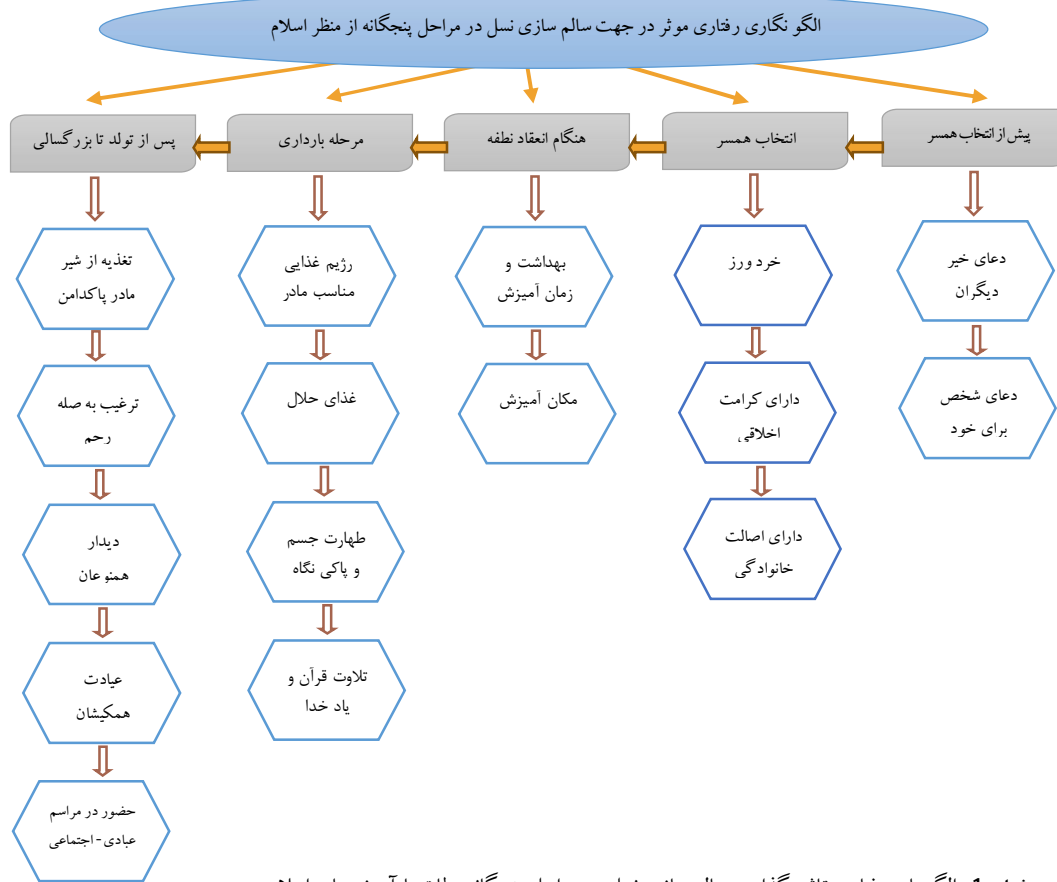 الگو نگاری رفتاری موثر در جهت سالم سازی نسل در مراحل پنجگانه از منظر اسلام
پیش از انتخاب همسر
انتخاب همسر
هنگام انعقاد نطفه
مرحله بارداری
پس از تولد تا بزرگسالی
دعای خیر
دیگران
دعای شخص
برای خود
خرد ورز
دارای کرامت
اخلاقی
دارای اصالت
خانوادگی
بهداشت و
زمان آمیزش
مکان آمیزش
رژیم غذایی
مناسب مادر
غذای حلال
طهارت جسم
و پاکی نگاه
تلاوت قرآن و
یاد خدا
تغذیه از شیر
مادر پاکدامن
ترغیب به صله
رحم
دیدار
همنوعان
عیادت
همکیشان
حضور در مراسم
عبادی - اجتماعی